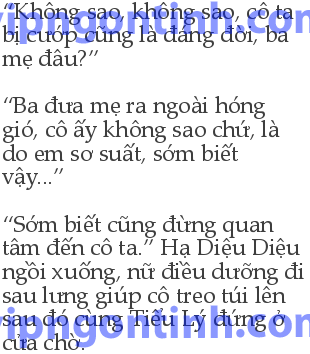 “Không sao, không sao, cô ta
bị cướp cũng là đáng đời, ba
mẹ đâu?”
“Ba đưa mẹ ra ngoài hóng
gió, cô ấy không sao chứ, là
do em sơ suất, sớm biết
vậy...”
“Sớm biết cũng đừng quan
tâm đến cô ta.” Hạ Diệu Diệu
ngồi xuống, nữ điều dưỡng đi
sau lưng giúp cô treo túi lên
sau đó cùng Tiểu Lý đứng ở
cửa chờ.